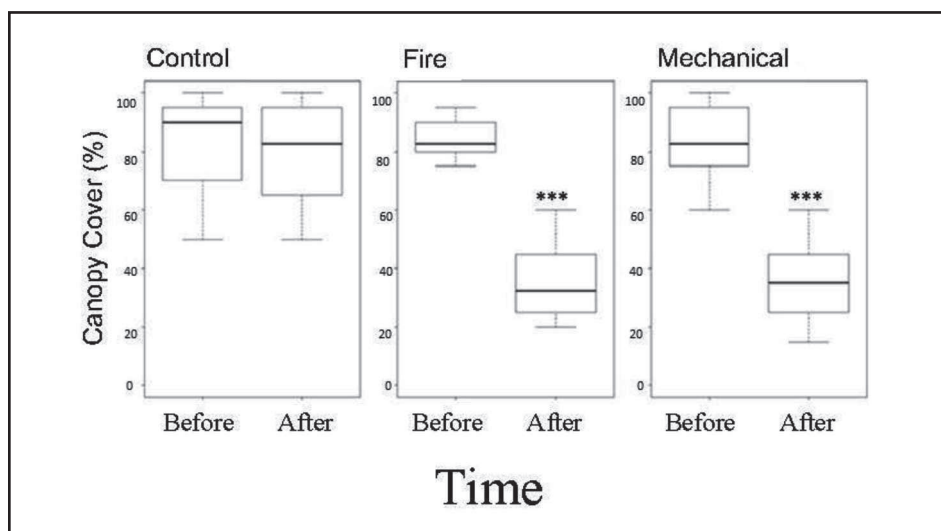 Control Fire Mechanical
Canopy Cover (%)
100 100 100
80 80 80
*** ***
60 60 60
40 40 40
20 20 20
0 0 0
Before After Before After Before After
Time